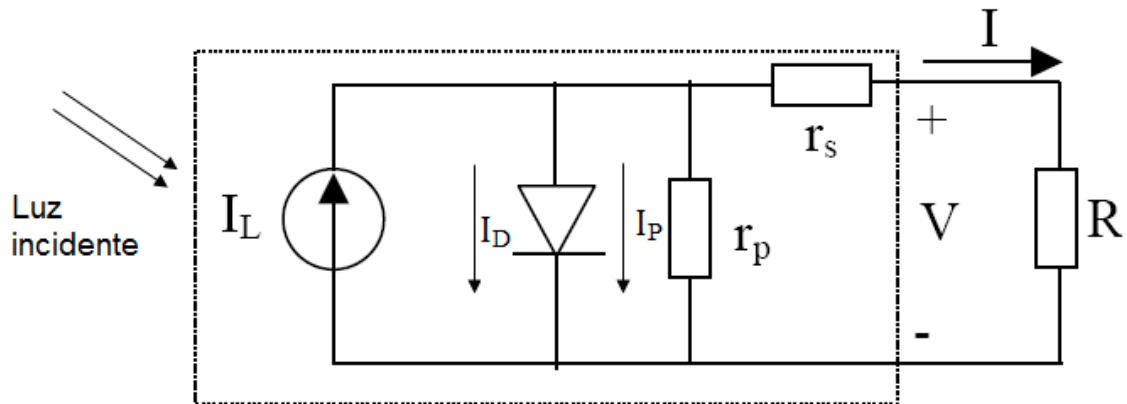 Luz
incidente
I_L
I_D
I_P
r_p
r_s
I
+
V
-
R